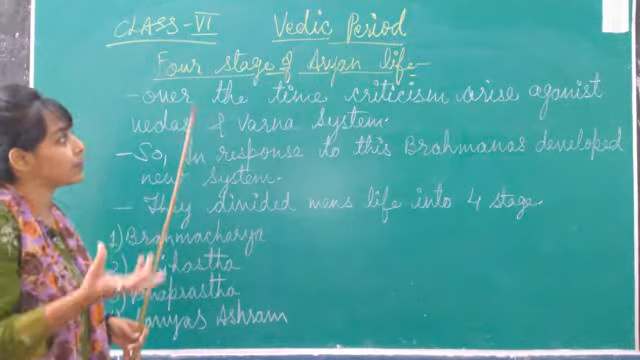 CLASS-VI Vedic Period
Four stage of Aryan life
- over the time criticism arise aganist
vedas & Varna System.
- So, in response to this Brahmanas developed
new system.
- They divided mens life into 4 stage.
1) Brahmacharya
Ashram